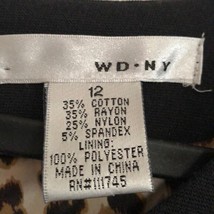 WD·NY
12
35% COTTON
35% RAYON
25% NYLON
5% SPANDEX
LINING:
100% POLYESTER
MADE IN CHINA
RN#111745